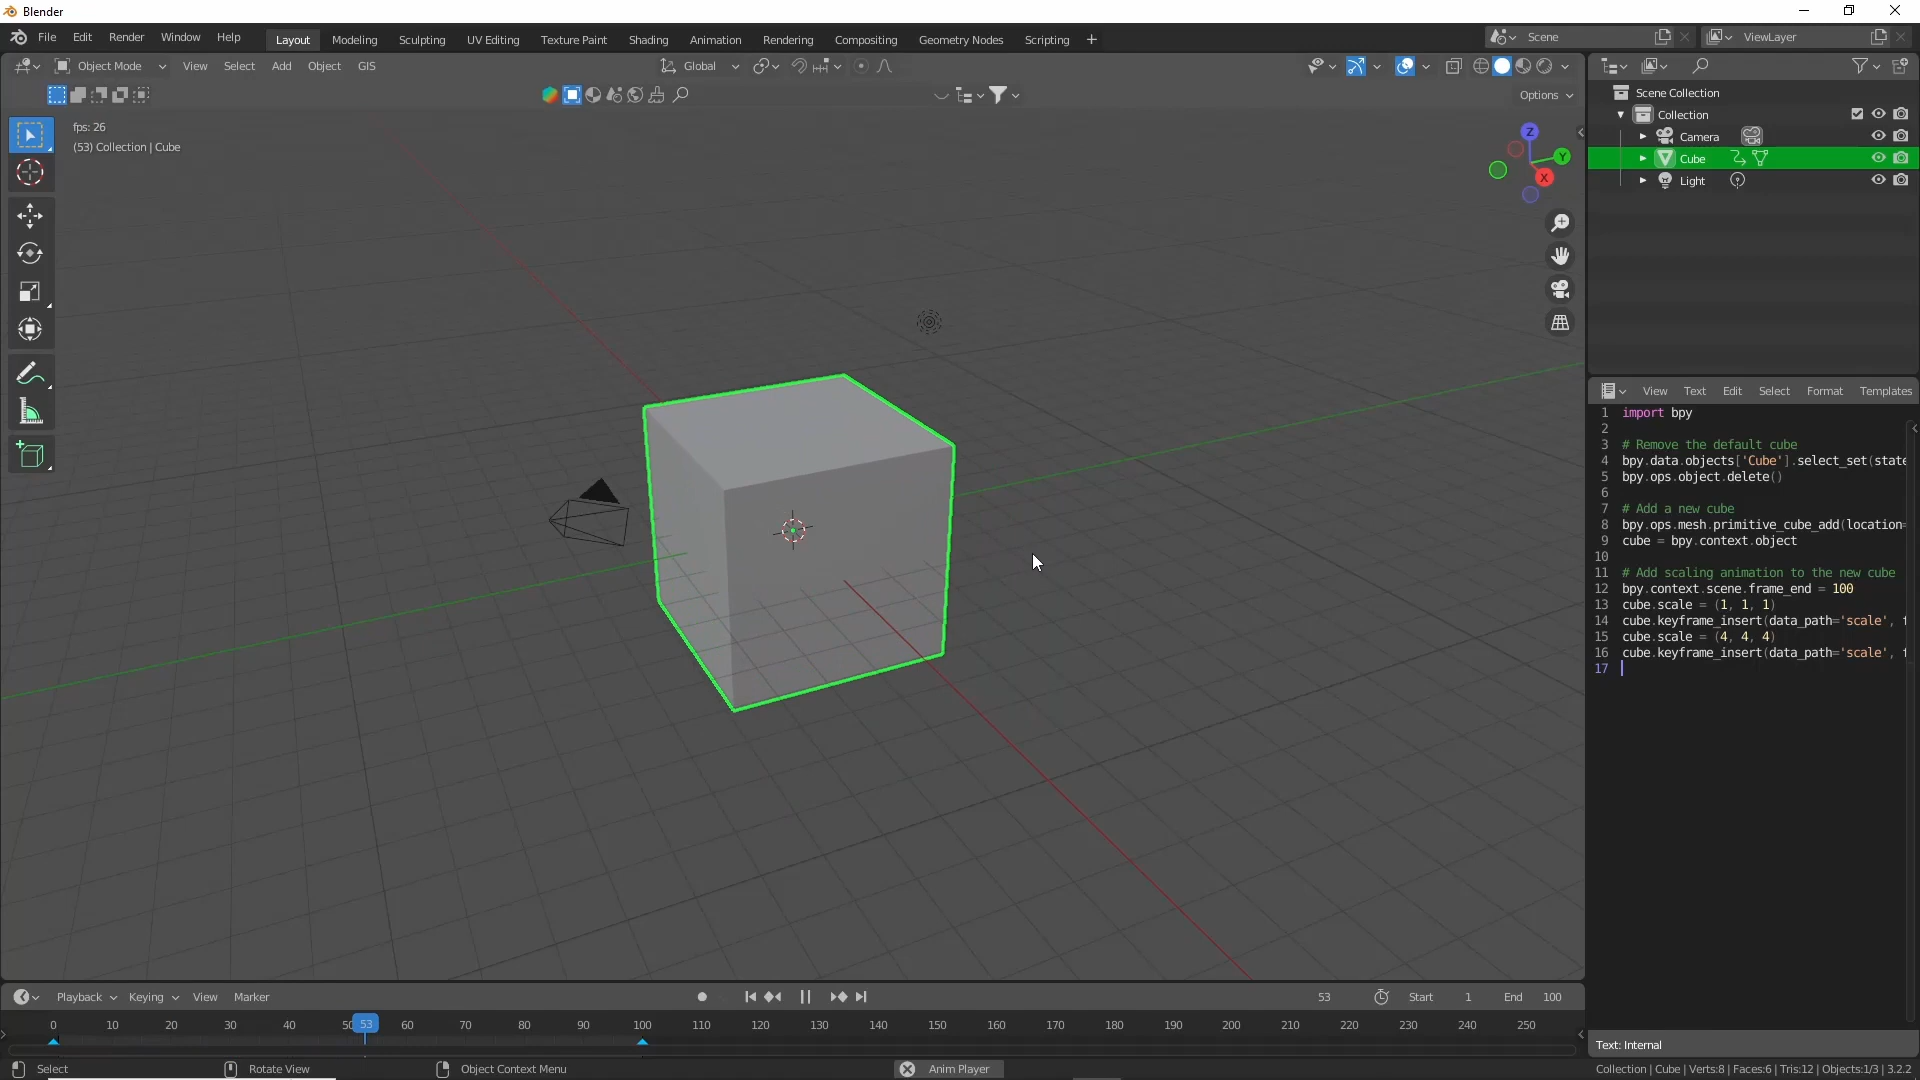 Blender
File Edit Render Window Help Layout Modeling Sculpting UV Editing Texture Paint Shading Animation Rendering Compositing Geometry Nodes Scripting + Scene ViewLayer
Object Mode View Select Add Object GIS Global
Options
fps: 26
(53) Collection | Cube
Z
Y
X
Scene Collection
Collection
Camera
Cube
Light
View Text Edit Select Format Templates
1 import bpy
2
3 # Remove the default cube
4 bpy.data.objects['Cube'].select_set(state
5 bpy.ops.object.delete()
6
7 # Add a new cube
8 bpy.ops.mesh.primitive_cube_add(location=
9 cube = bpy.context.object
10
11 # Add scaling animation to the new cube
12 bpy.context.scene.frame_end = 100
13 cube.scale = (1, 1, 1)
14 cube.keyframe_insert(data_path='scale', f
15 cube.scale = (4, 4, 4)
16 cube.keyframe_insert(data_path='scale', f
17
Text: Internal
Playback Keying View Marker 53 Start 1 End 100
0 10 20 30 40 50 53 60 70 80 90 100 110 120 130 140 150 160 170 180 190 200 210 220 230 240 250
Select Rotate View Object Context Menu Anim Player Collection | Cube | Verts:8 | Faces:6 | Tris:12 | Objects:1/3 | 3.2.2